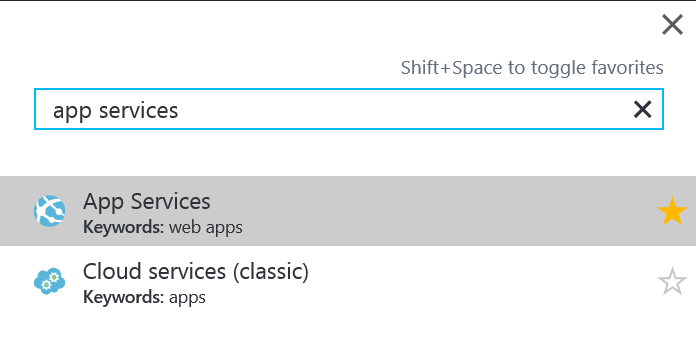 Shift+Space to toggle favorites
app services
App Services
Keywords: web apps
Cloud services (classic)
Keywords: apps